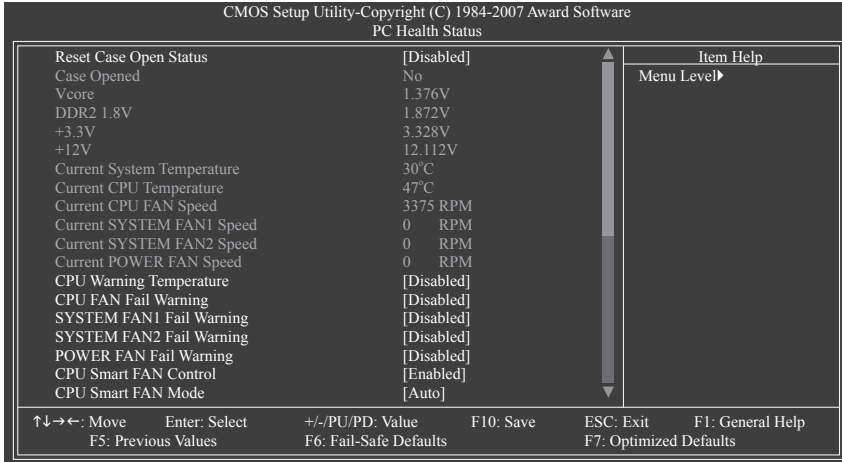 CMOS Setup Utility-Copyright (C) 1984-2007 Award Software
PC Health Status
Reset Case Open Status [Disabled]
Case Opened No
Vcore 1.376V
DDR2 1.8V 1.872V
+3.3V 3.328V
+12V 12.112V
Current System Temperature 30°C
Current CPU Temperature 47°C
Current CPU FAN Speed 3375 RPM
Current SYSTEM FAN1 Speed 0 RPM
Current SYSTEM FAN2 Speed 0 RPM
Current POWER FAN Speed 0 RPM
CPU Warning Temperature [Disabled]
CPU FAN Fail Warning [Disabled]
SYSTEM FAN1 Fail Warning [Disabled]
SYSTEM FAN2 Fail Warning [Disabled]
POWER FAN Fail Warning [Disabled]
CPU Smart FAN Control [Enabled]
CPU Smart FAN Mode [Auto]
Item Help
Menu Level▶
↑↓→←: Move Enter: Select +/-/PU/PD: Value F10: Save ESC: Exit F1: General Help
F5: Previous Values F6: Fail-Safe Defaults F7: Optimized Defaults